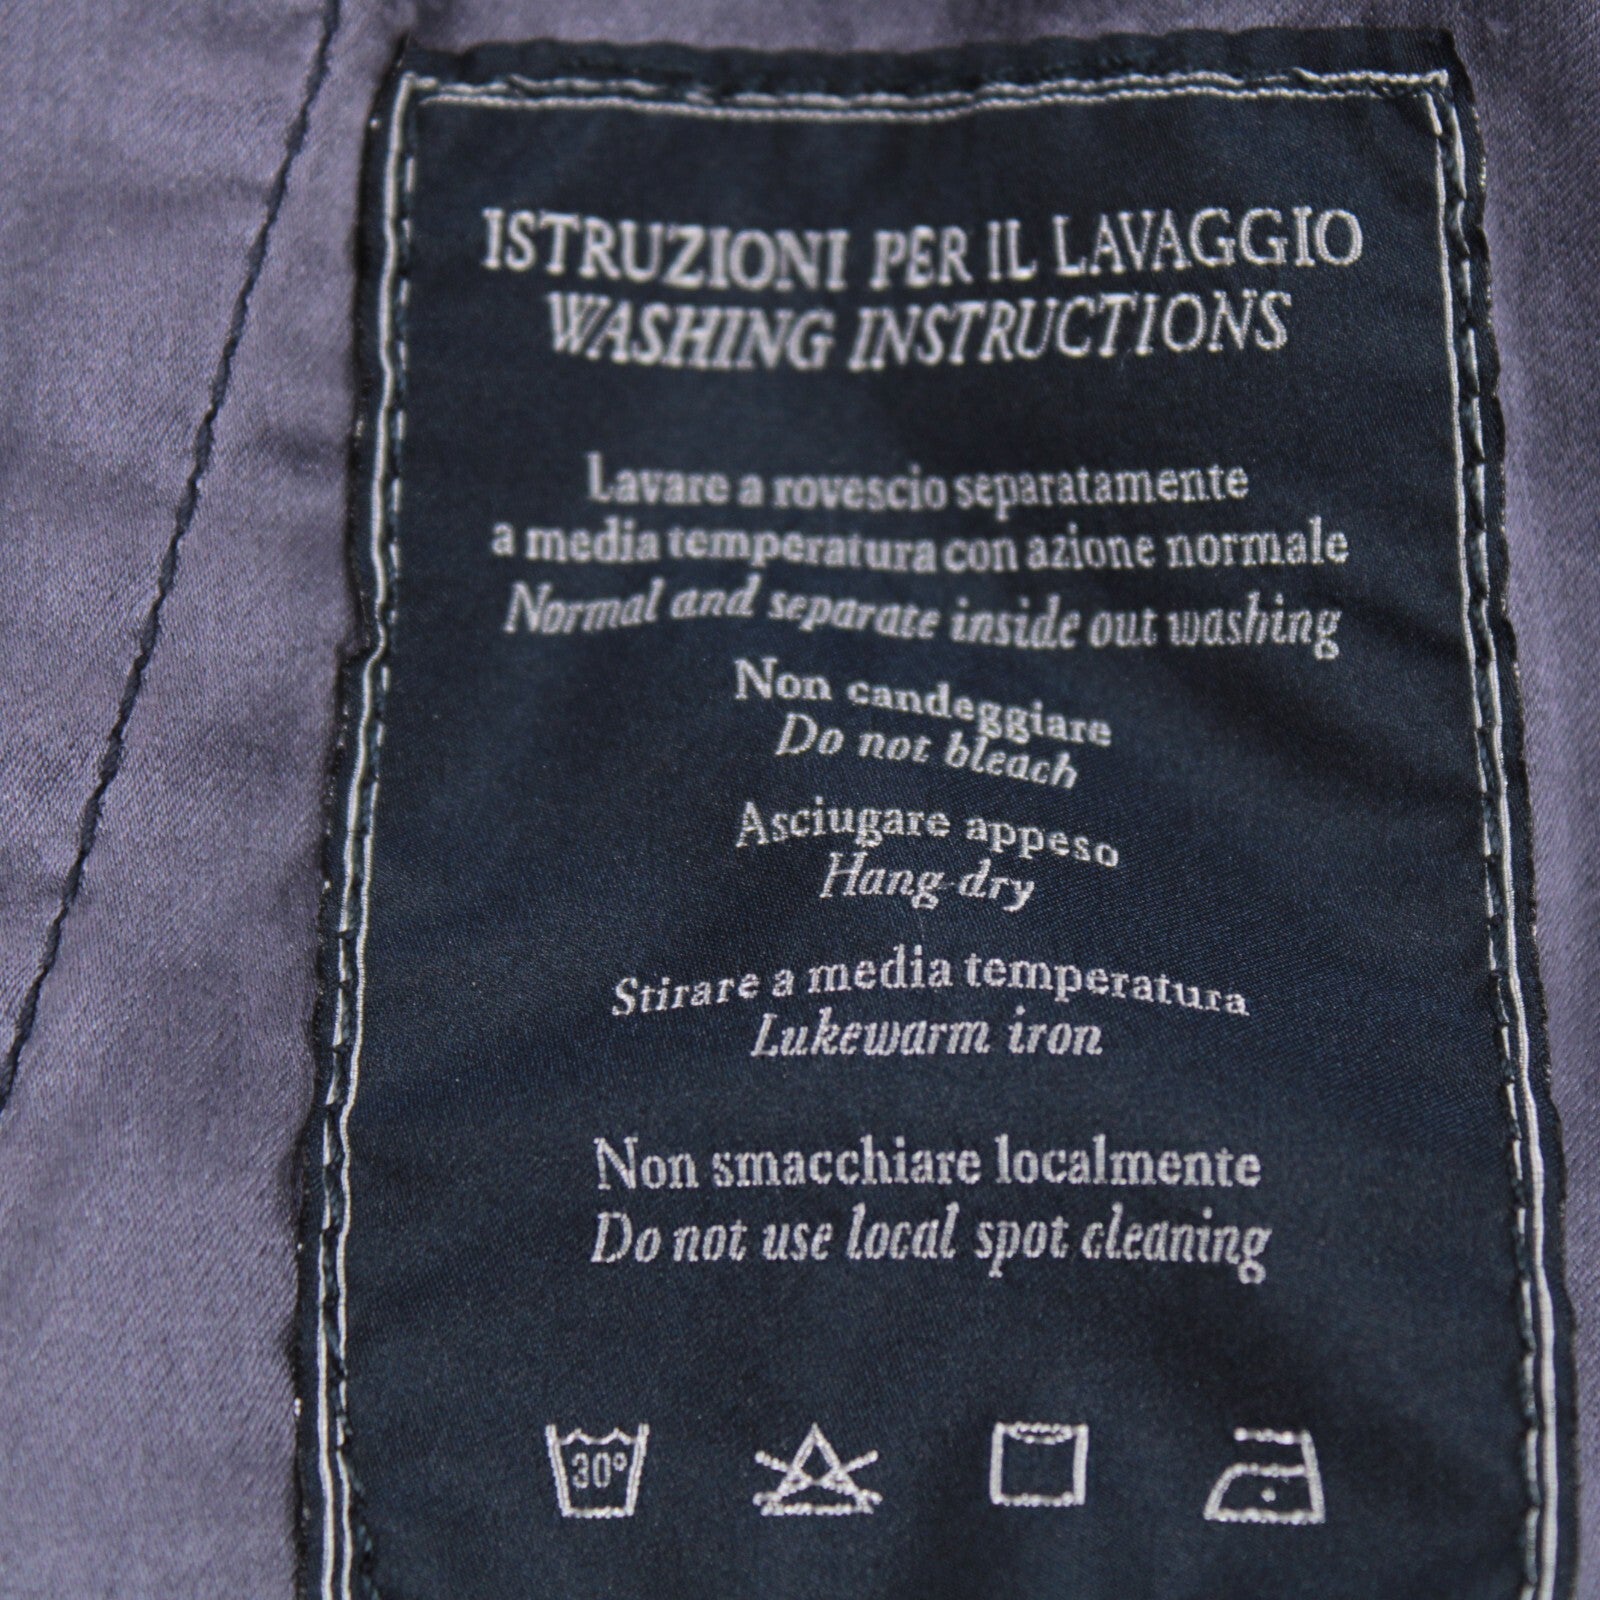 ISTRUZIONI PER IL LAVAGGIO
WASHING INSTRUCTIONS
Lavare a rovescio separatamente
a media temperatura con azione normale
Normal and separate inside out washing
Non candeggiare
Do not bleach
Asciugare appeso
Hang-dry
Stirare a media temperatura
Lukewarm iron
Non smacchiare localmente
Do not use local spot cleaning
30°